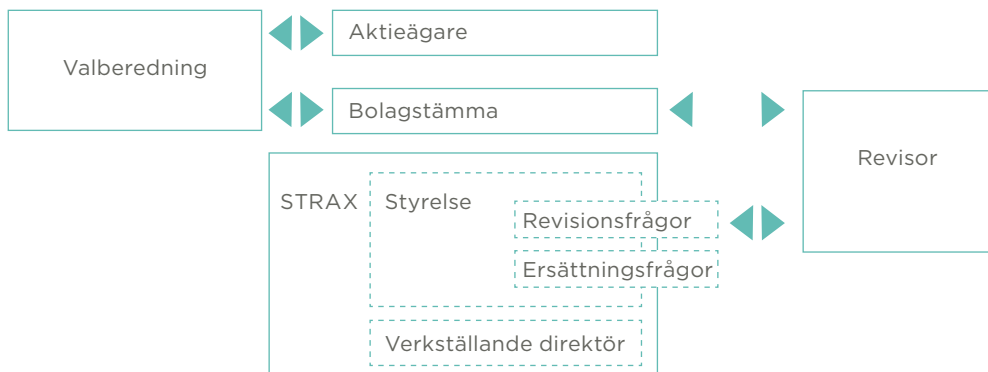 Valberedning
Aktieägare
Bolagstämma
Revisor
STRAX
Styrelse
Revisionsfrågor
Ersättningsfrågor
Verkställande direktör